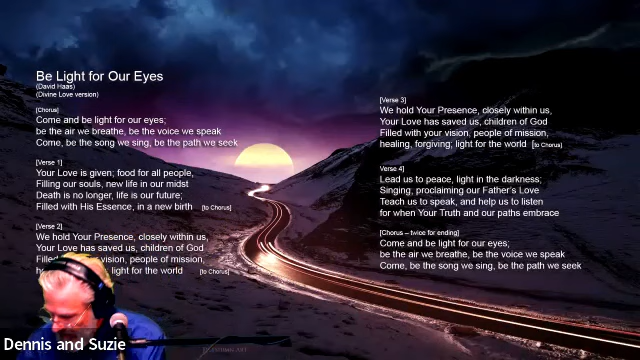 Be Light for Our Eyes
(David Haas)
(Divine Love version)
[Chorus]
Come and be light for our eyes;
be the air we breathe, be the voice we speak
Come, be the song we sing, be the path we seek
[Verse 1]
Your Love is given; food for all people,
Filling our souls, new life in our midst
Death is no longer, life is our future;
Filled with His Essence, in a new birth [to Chorus]
[Verse 2]
We hold Your Presence, closely within us,
Your Love has saved us, children of God
Filled vision, people of mission,
light for the world [to Chorus]
[Verse 3]
We hold Your Presence, closely within us,
Your Love has saved us, children of God
Filled with your vision, people of mission,
healing, forgiving; light for the world [to Chorus]
Verse 4]
Lead us to peace, light in the darkness;
Singing, proclaiming our Father's Love
Teach us to speak, and help us to listen
for when Your Truth and our paths embrace
[Chorus – twice for ending]
Come and be light for our eyes;
be the air we breathe, be the voice we speak
Come, be the song we sing, be the path we seek
Dennis and Suzie